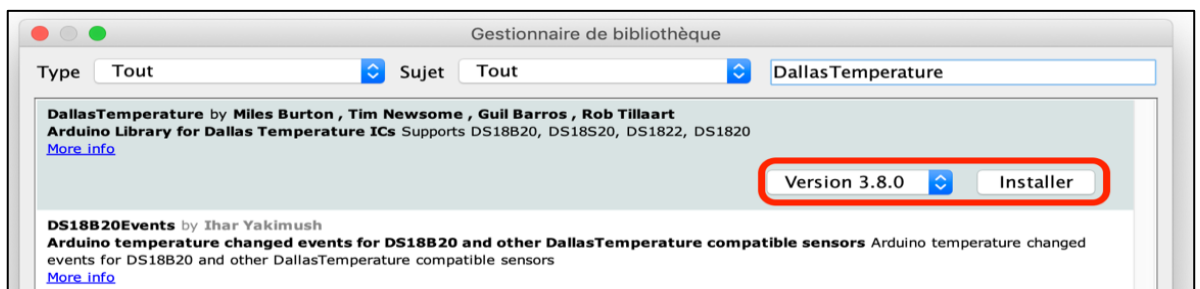 Gestionnaire de bibliothèque
Type Tout Sujet Tout DallasTemperature
DallasTemperature by Miles Burton , Tim Newsome , Guil Barros , Rob Tillaart
Arduino Library for Dallas Temperature ICs Supports DS18B20, DS18S20, DS1822, DS1820
More info
Version 3.8.0 Installer
DS18B20Events by Ihar Yakimush
Arduino temperature changed events for DS18B20 and other DallasTemperature compatible sensors Arduino temperature changed
events for DS18B20 and other DallasTemperature compatible sensors
More info